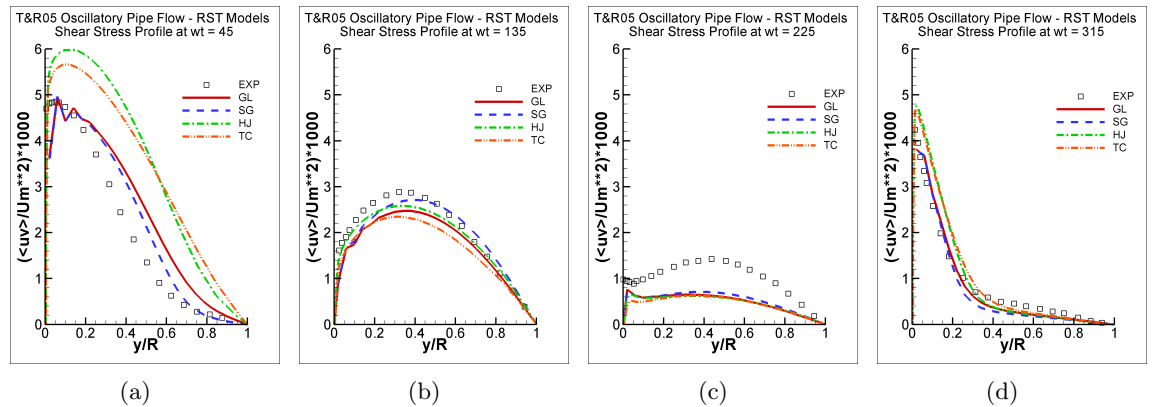 T&R05 Oscillatory Pipe Flow - RST Models
Shear Stress Profile at wt = 45
(<uv>/Um**2)*1000
6
5
4
3
2
1
0
0 0.2 0.4 0.6 0.8 1
y/R
EXP
GL
SG
HJ
TC
(a)
T&R05 Oscillatory Pipe Flow - RST Models
Shear Stress Profile at wt = 135
(<uv>/Um**2)*1000
6
5
4
3
2
1
0
0 0.2 0.4 0.6 0.8 1
y/R
EXP
GL
SG
HJ
TC
(b)
T&R05 Oscillatory Pipe Flow - RST Models
Shear Stress Profile at wt = 225
(<uv>/Um**2)*1000
6
5
4
3
2
1
0
0 0.2 0.4 0.6 0.8 1
y/R
EXP
GL
SG
HJ
TC
(c)
T&R05 Oscillatory Pipe Flow - RST Models
Shear Stress Profile at wt = 315
(<uv>/Um**2)*1000
6
5
4
3
2
1
0
0 0.2 0.4 0.6 0.8 1
y/R
EXP
GL
SG
HJ
TC
(d)